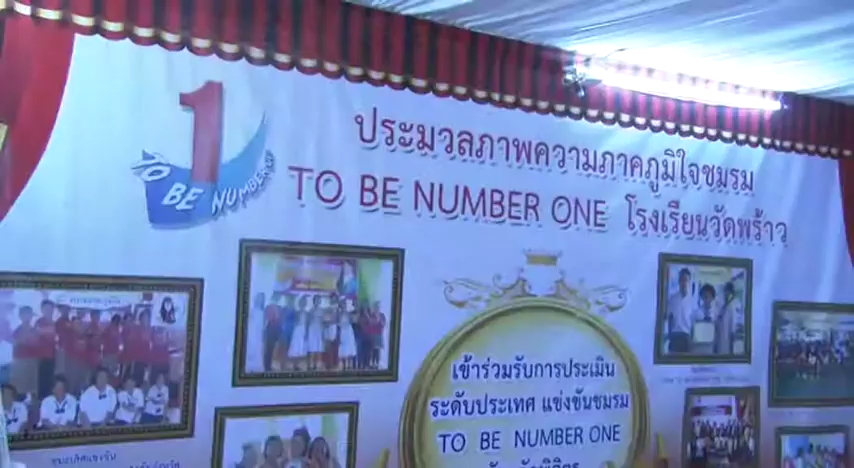 1
TO BE NUMBER
ประมวลภาพความภาคภูมิใจชมรม
TO BE NUMBER ONE โรงเรียนวัดพร้าว
เข้าร่วมรับการประเมิน
ระดับประเทศ แข่งขันชมรม
TO BE NUMBER ONE